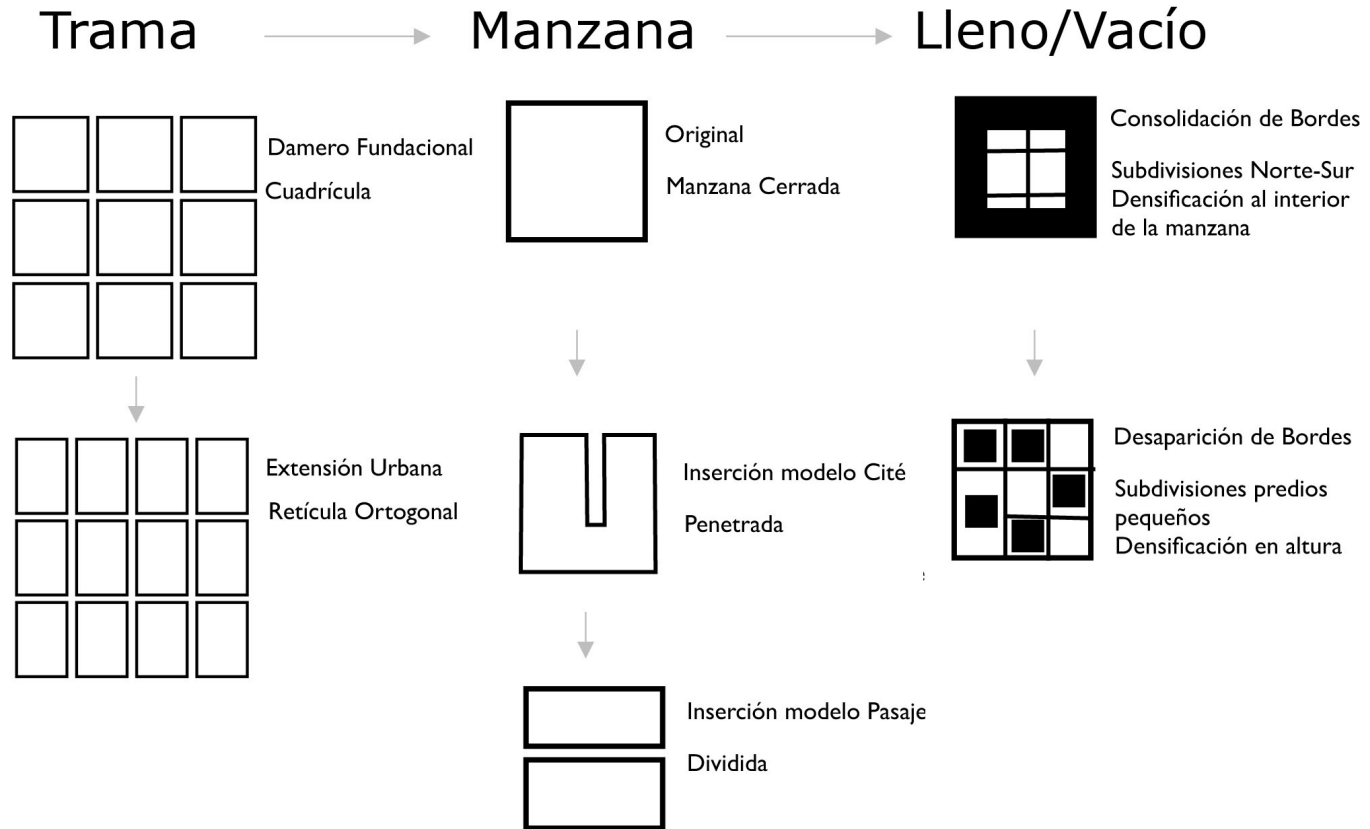 Trama
Manzana
Lleno/Vacío
Damero Fundacional
Cuadrícula
Extensión Urbana
Retícula Ortogonal
Original
Manzana Cerrada
Inserción modelo Cité
Penetrada
Inserción modelo Pasaje
Dividida
Consolidación de Bordes
Subdivisiones Norte-Sur
Densificación al interior
de la manzana
Desaparición de Bordes
Subdivisiones predios
pequeños
Densificación en altura